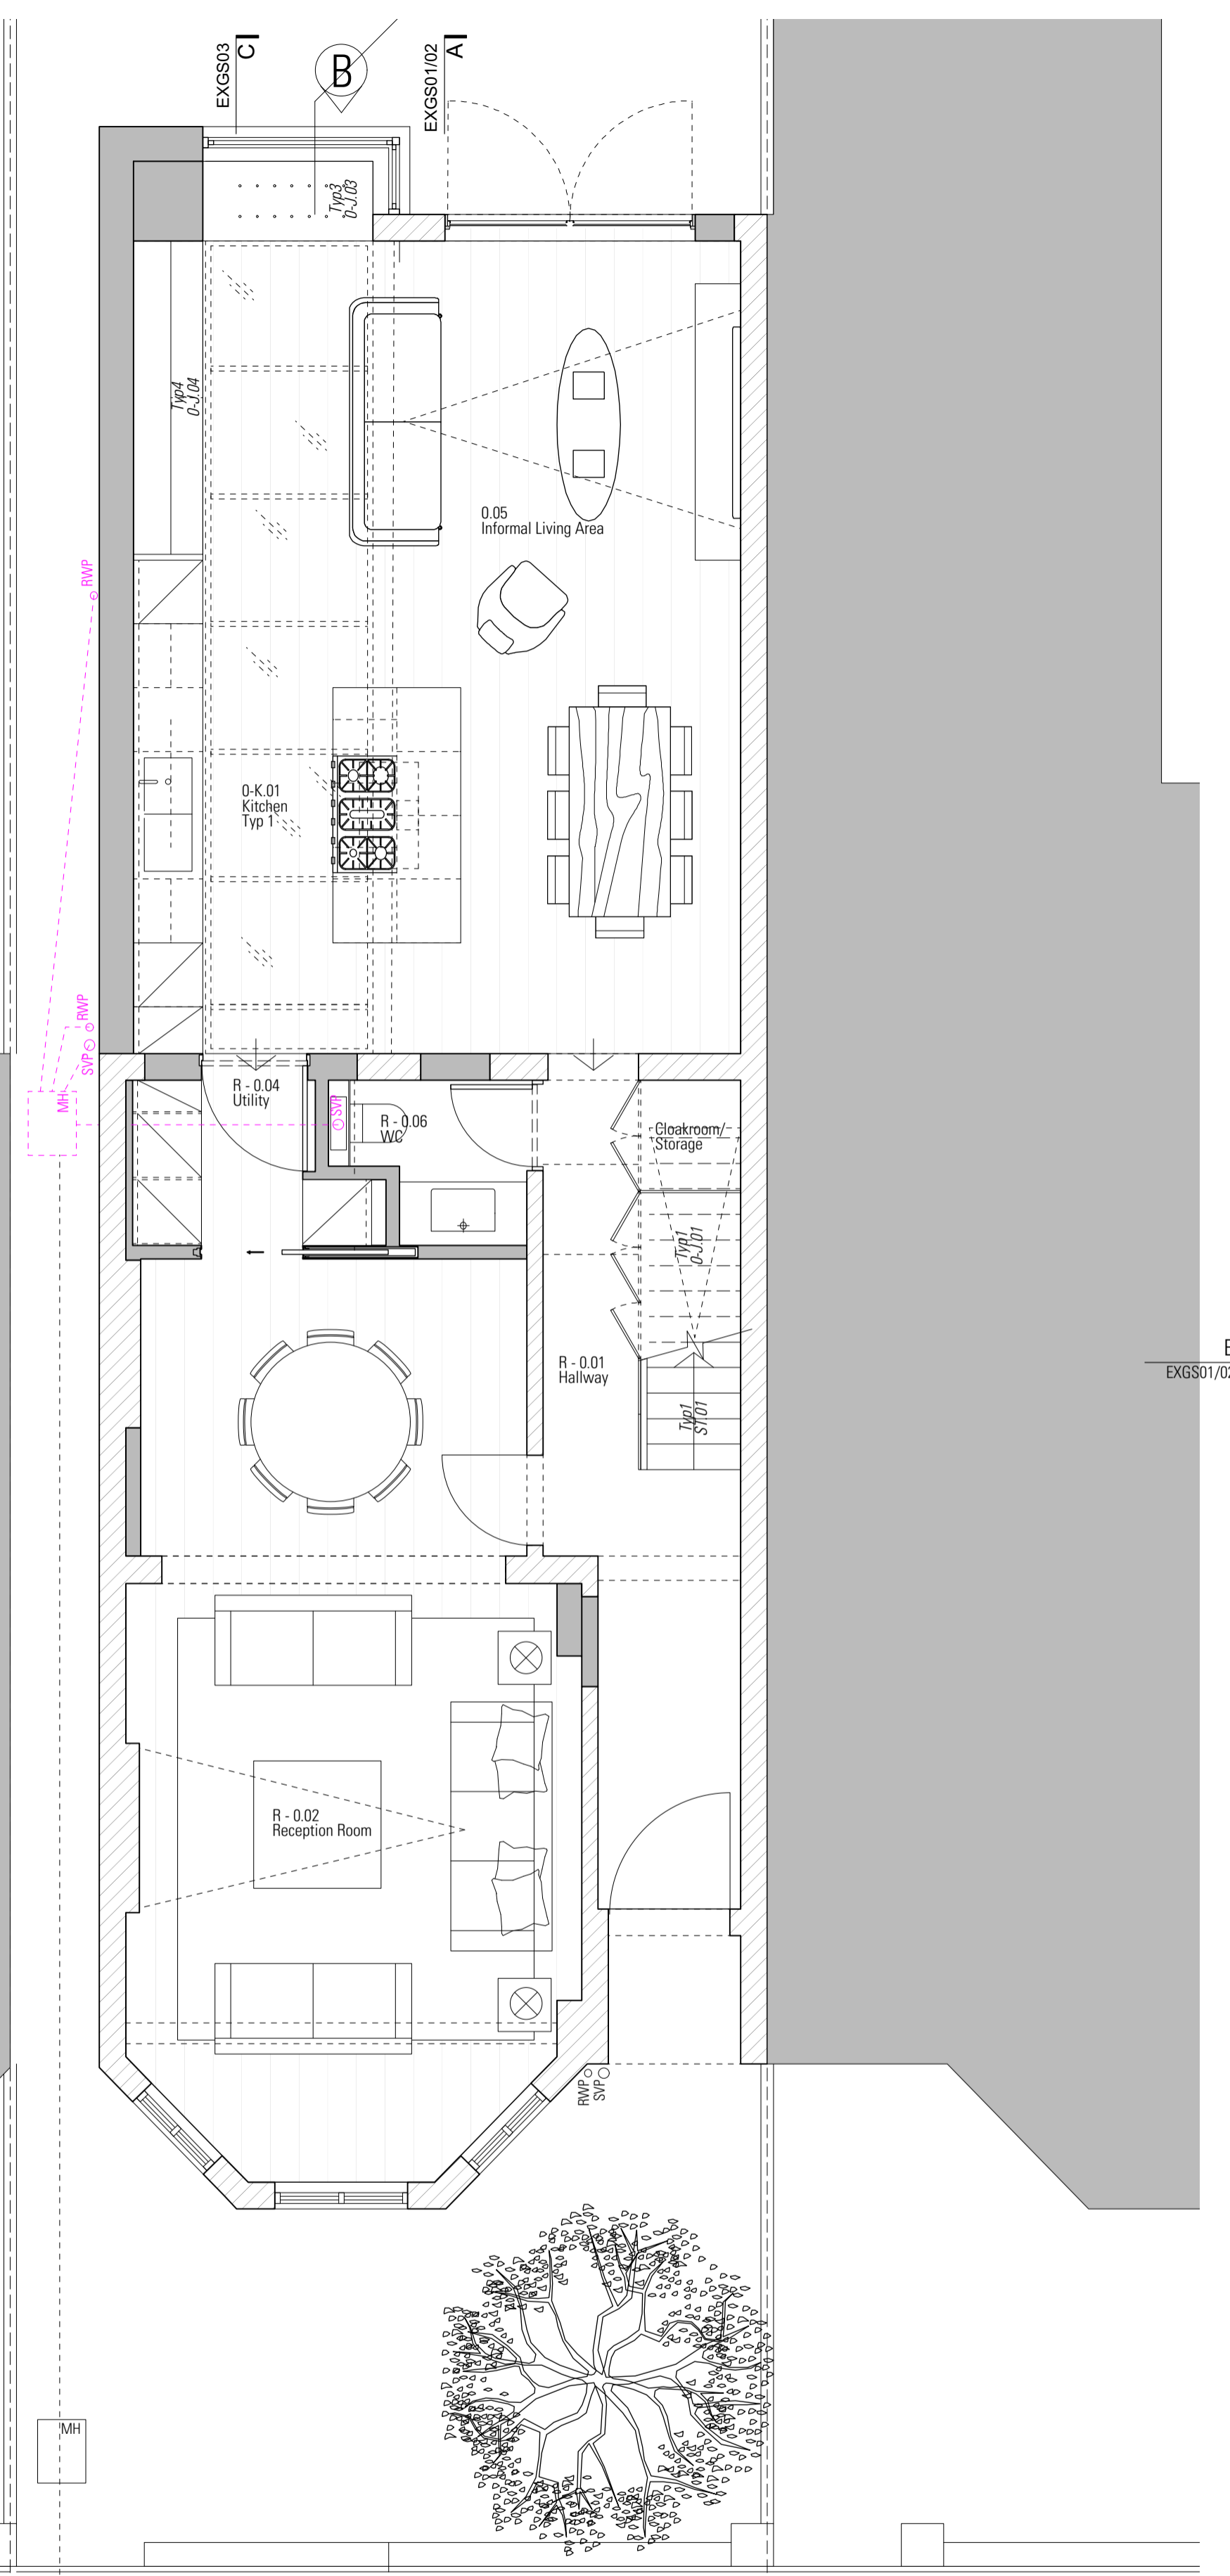 EXGS03
C
B
EXGS01/02
A
Typ3
0-J.03
Typ4
0-J.04
0.05
Informal Living Area
RWP
0-K.01
Kitchen
Typ 1
RWP
SVP
MH
R - 0.04
Utility
SVP
R - 0.06
WC
Cloakroom/
Storage
Typ1
0-J.01
R - 0.01
Hallway
E
EXGS01/02
Typ1
ST.01
R - 0.02
Reception Room
RWP
SVP
MH